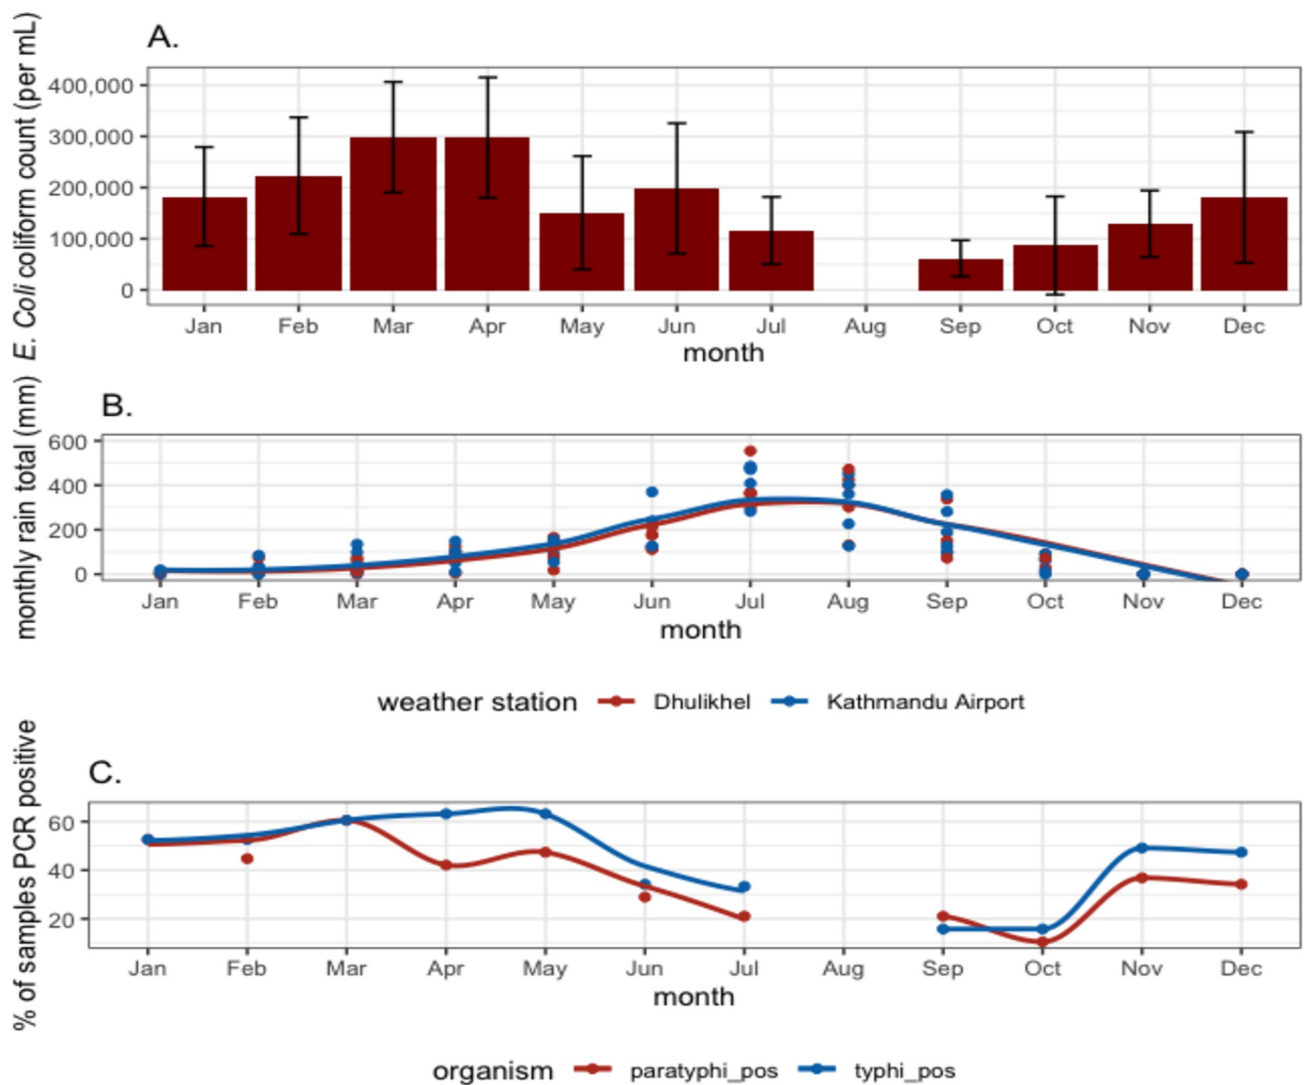 A.
E. Coli coliform count (per mL)
400,000
300,000
200,000
100,000
0
Jan Feb Mar Apr May Jun Jul Aug Sep Oct Nov Dec
month
B.
monthly rain total (mm)
600
400
200
0
Jan Feb Mar Apr May Jun Jul Aug Sep Oct Nov Dec
month
weather station Dhulikhel Kathmandu Airport
C.
% of samples PCR positive
60
40
20
Jan Feb Mar Apr May Jun Jul Aug Sep Oct Nov Dec
month
organism paratyphi_pos typhi_pos